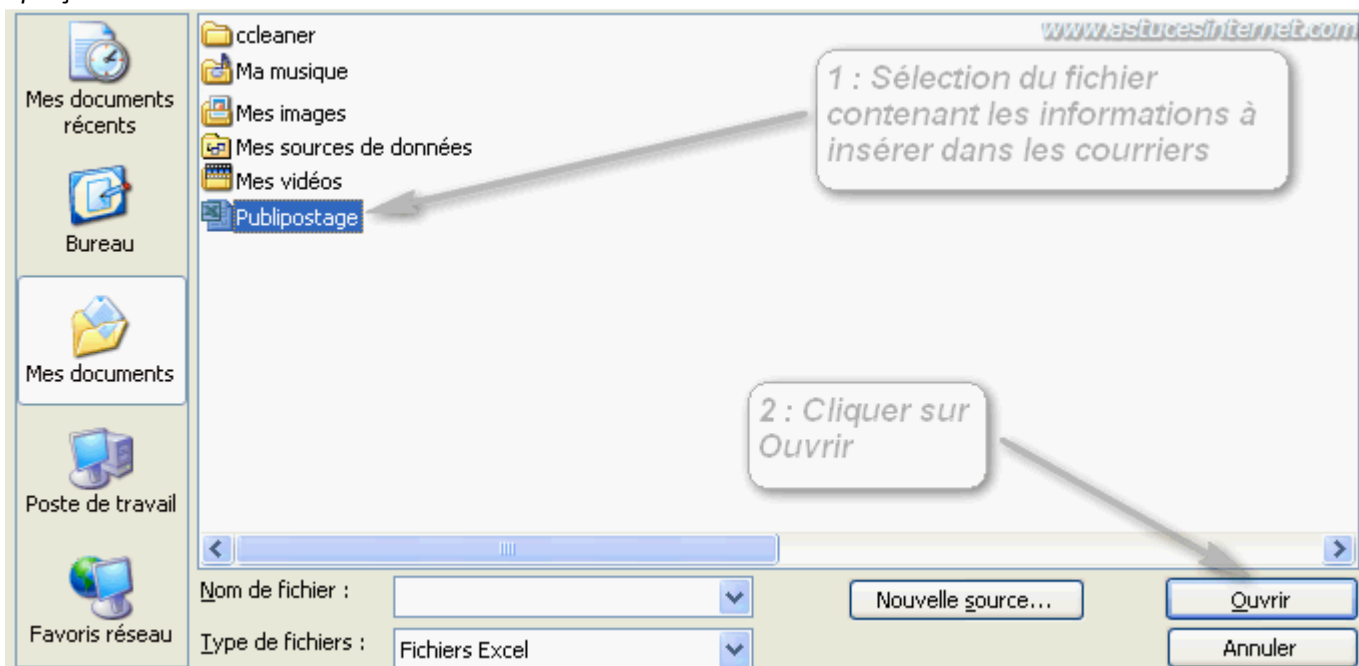 www.astucesinternet.com
Mes documents
récents
Bureau
Mes documents
Poste de travail
Favoris réseau
ccleaner
Ma musique
Mes images
Mes sources de données
Mes vidéos
Publipostage
1 : Sélection du fichier
contenant les informations à
insérer dans les courriers
2 : Cliquer sur
Ouvrir
Nom de fichier :
Nouvelle source...
Ouvrir
Type de fichiers :
Fichiers Excel
Annuler